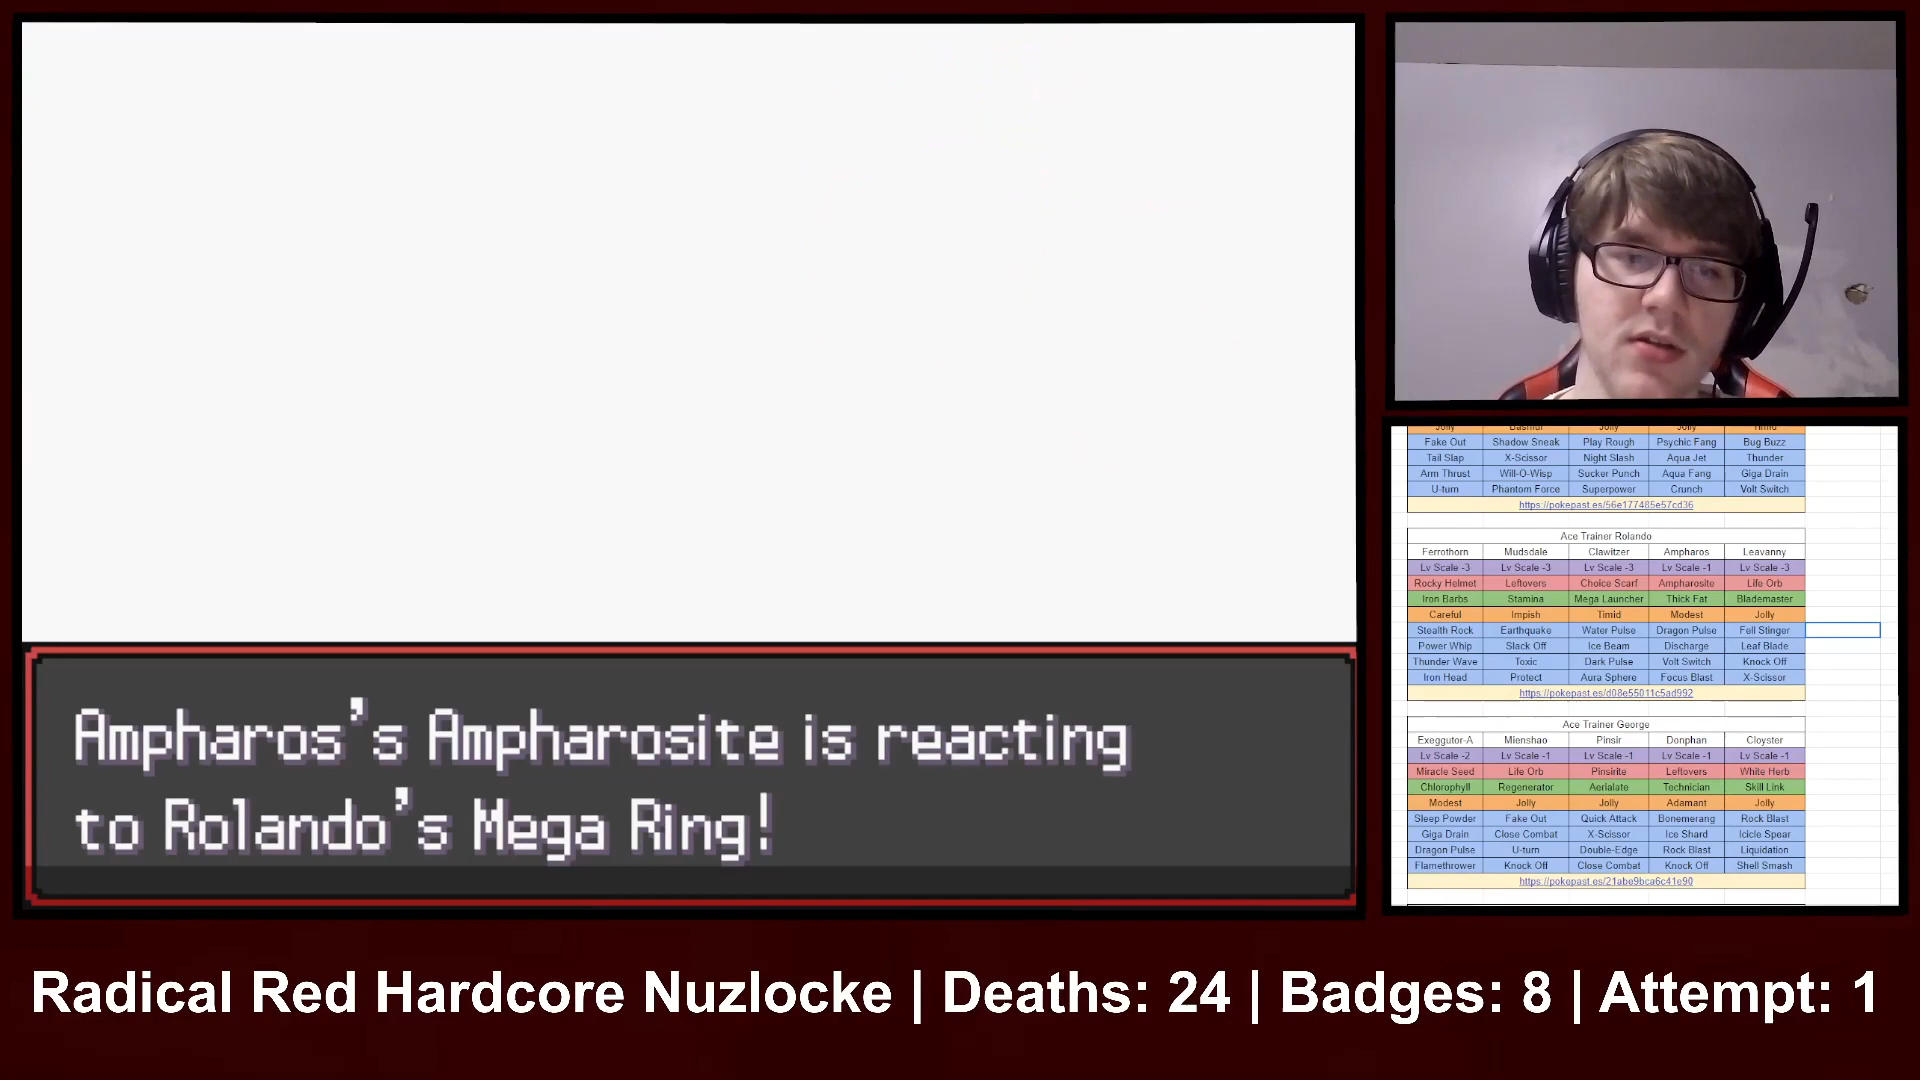 Ampharos's Ampharosite is reacting
to Rolando's Mega Ring!
Fake Out Shadow Sneak Play Rough Psychic Fang Bug Buzz
Tail Slap X-Scissor Night Slash Aqua Jet Thunder
Arm Thrust Will-O-Wisp Sucker Punch Aqua Fang Giga Drain
U-turn Phantom Force Superpower Crunch Volt Switch
https://pokepast.es/56e177485e57cd36
Ace Trainer Rolando
Ferrothorn Mudsdale Clawitzer Ampharos Leavanny
Lv Scale -3 Lv Scale -3 Lv Scale -3 Lv Scale -1 Lv Scale -3
Rocky Helmet Leftovers Choice Scarf Ampharosite Life Orb
Iron Barbs Stamina Mega Launcher Thick Fat Blademaster
Careful Impish Timid Modest Jolly
Stealth Rock Earthquake Water Pulse Dragon Pulse Fell Stinger
Power Whip Slack Off Ice Beam Discharge Leaf Blade
Thunder Wave Toxic Dark Pulse Volt Switch Knock Off
Iron Head Protect Aura Sphere Focus Blast X-Scissor
https://pokepast.es/d08e55011c5ad992
Ace Trainer George
Exeggutor-A Mienshao Pinsir Donphan Cloyster
Lv Scale -2 Lv Scale -1 Lv Scale -1 Lv Scale -1 Lv Scale -1
Miracle Seed Life Orb Pinsirite Leftovers White Herb
Chlorophyll Regenerator Aerialate Technician Skill Link
Modest Jolly Jolly Adamant Jolly
Sleep Powder Fake Out Quick Attack Bonemerang Rock Blast
Giga Drain Close Combat X-Scissor Ice Shard Icicle Spear
Dragon Pulse U-turn Double-Edge Rock Blast Liquidation
Flamethrower Knock Off Close Combat Knock Off Shell Smash
https://pokepast.es/21abe9bca6c41e90
Radical Red Hardcore Nuzlocke | Deaths: 24 | Badges: 8 | Attempt: 1